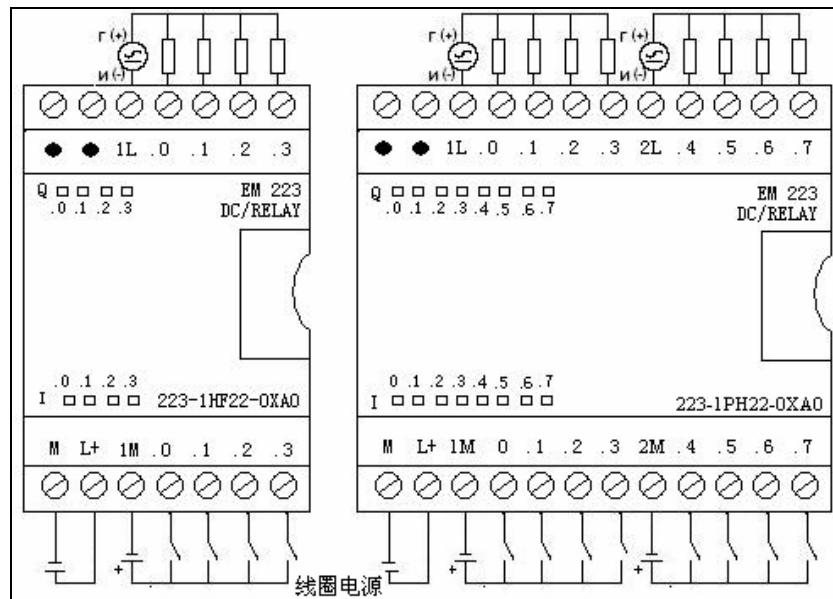 Г(+)
И(-)
1L .0 .1 .2 .3
Q
.0 .1 .2 .3
EM 223
DC/RELAY
.0 .1 .2 .3
I
223-1HF22-0XA0
M L+ 1M .0 .1 .2 .3
+
Г(+)
И(-)
Г(+)
И(-)
1L .0 .1 .2 .3 2L .4 .5 .6 .7
Q
.0 .1 .2 .3 .4 .5 .6 .7
EM 223
DC/RELAY
0 .1 .2 .3 .4 .5 .6 .7
I
223-1PH22-0XA0
M L+ 1M 0 .1 .2 .3 2M .4 .5 .6 .7
+
+
线圈电源